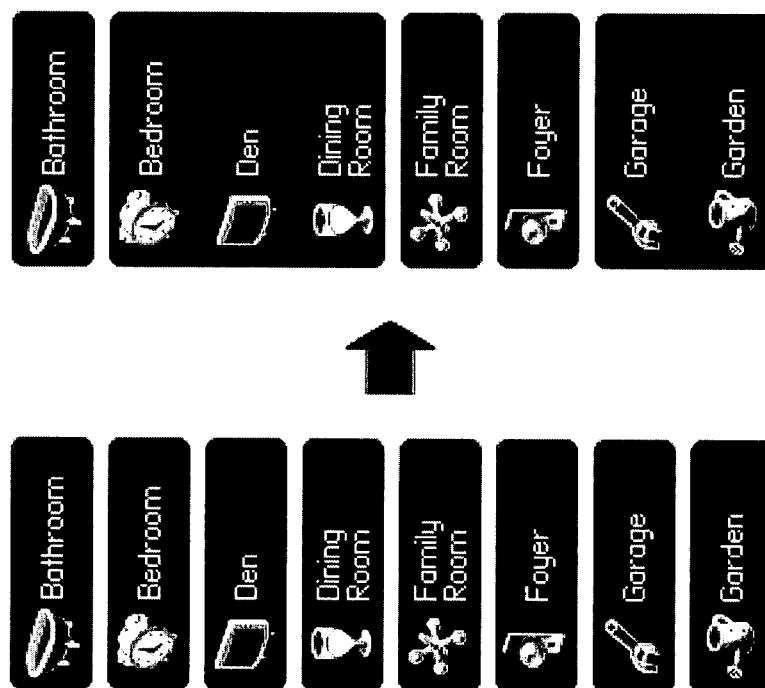 Bathroom
Bedroom
Den
Dining
Room
Family
Room
Foyer
Garage
Garden
Bathroom
Bedroom
Den
Dining
Room
Family
Room
Foyer
Garage
Garden